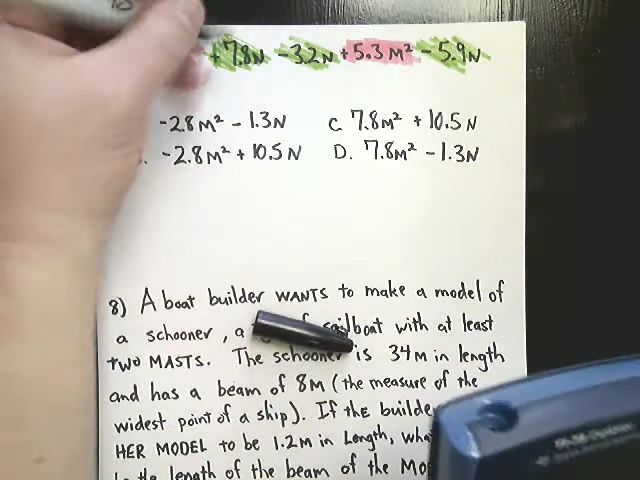 +7.8N -3.2N +5.3M² -5.9N
-2.8M² - 1.3N C. 7.8M² + 10.5N
-2.8M² + 10.5N D. 7.8M² - 1.3N
8) A boat builder WANTS to make a model of
a schooner, a sailboat with at least
TWO MASTS. The schooner is 34M in length
and has a beam of 8M (the measure of the
widest point of a ship). If the builder
HER MODEL to be 1.2M in Length,
the length of the beam of the